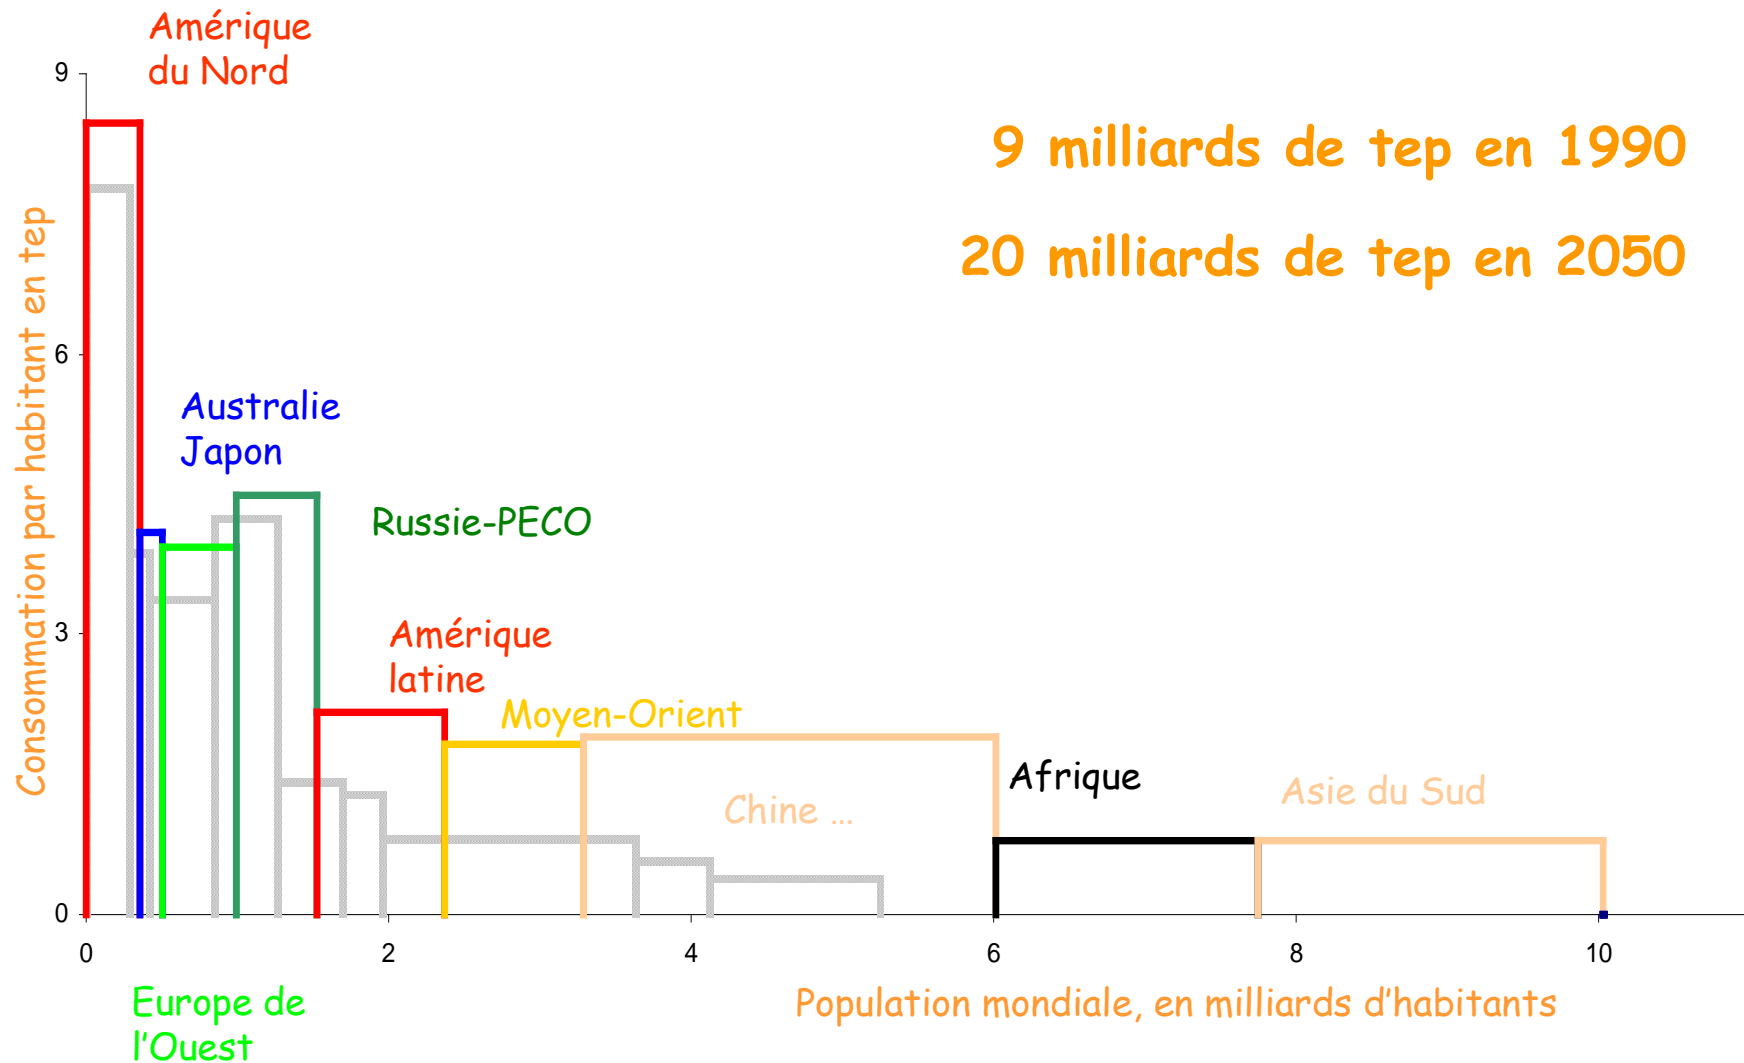 Amérique
du Nord
9
9 milliards de tep en 1990
20 milliards de tep en 2050
Consommation par habitant en tep
6
Australie
Japon
Russie-PECO
3
Amérique
latine
Moyen-Orient
Afrique
Asie du Sud
Chine ...
0
0 2 4 6 8 10
Europe de
l'Ouest
Population mondiale, en milliards d'habitants